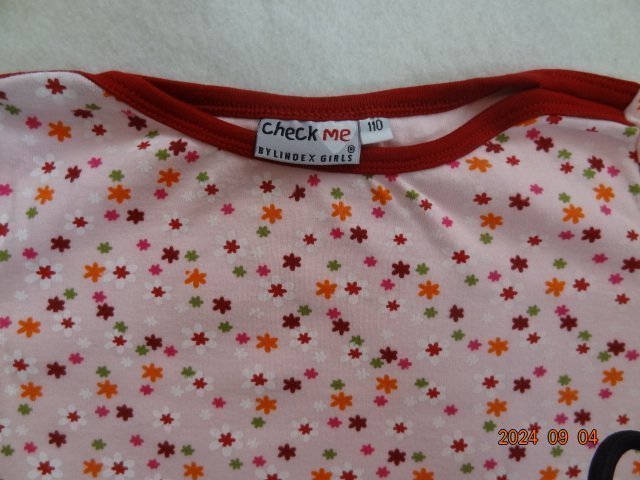 check me
110
BY LINDEX GIRLS ®
2024 09 04